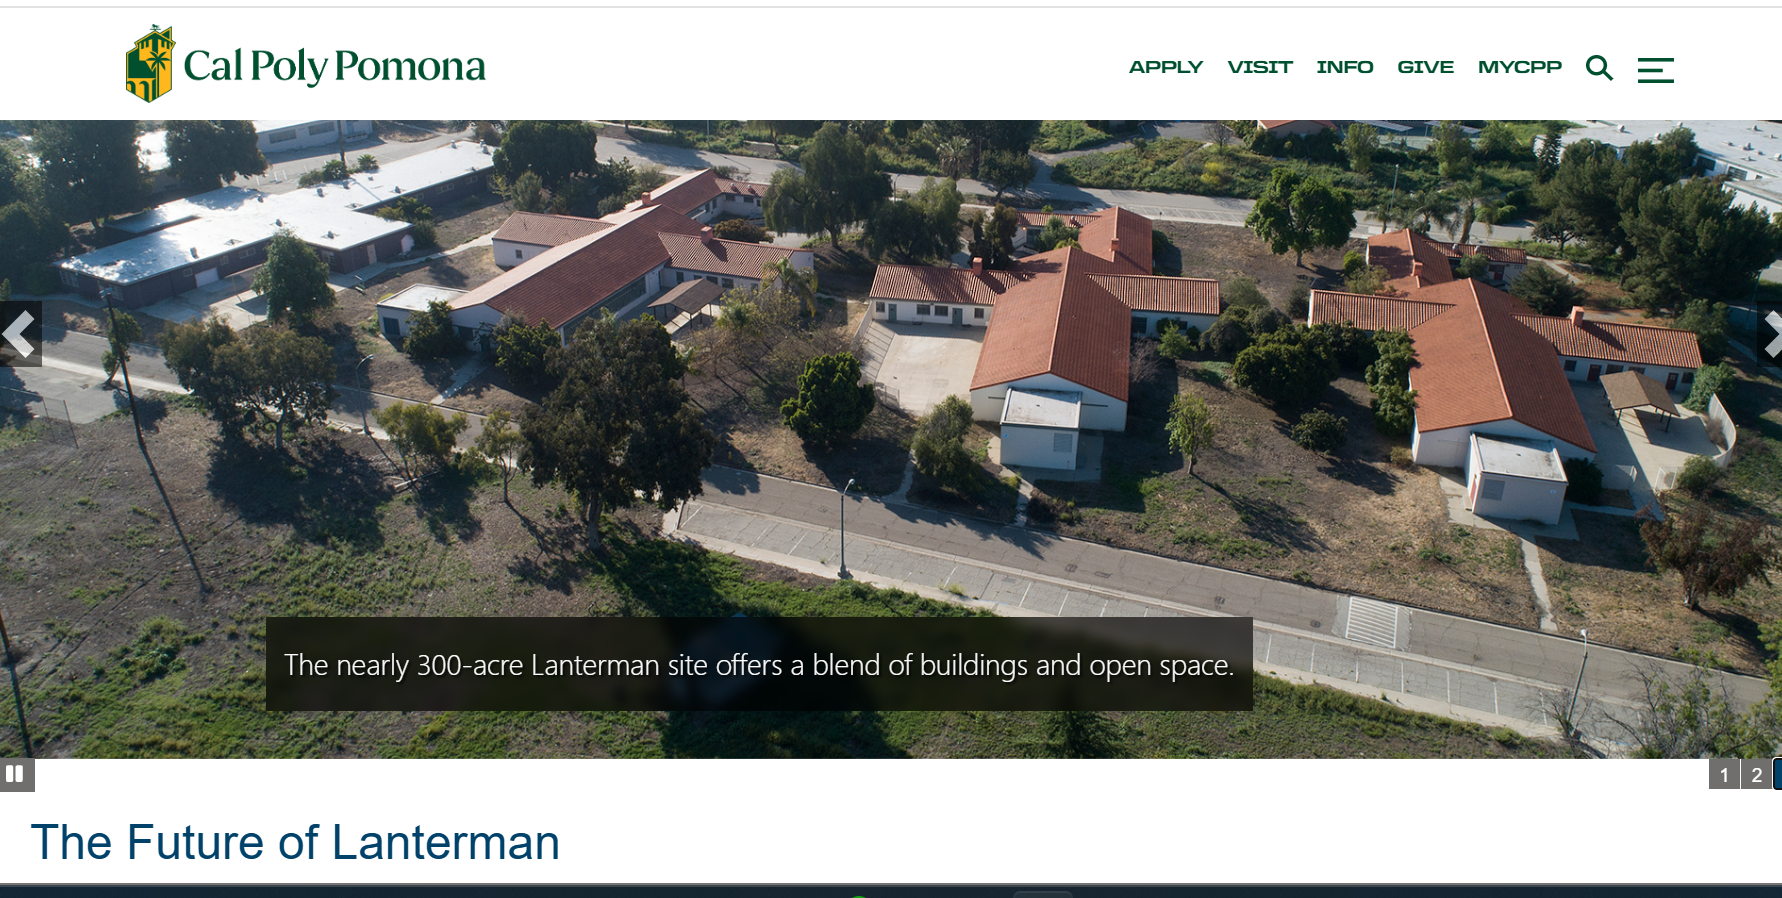 Cal Poly Pomona
APPLY VISIT INFO GIVE MYCPP
The nearly 300-acre Lanterman site offers a blend of buildings and open space.
1 2
The Future of Lanterman